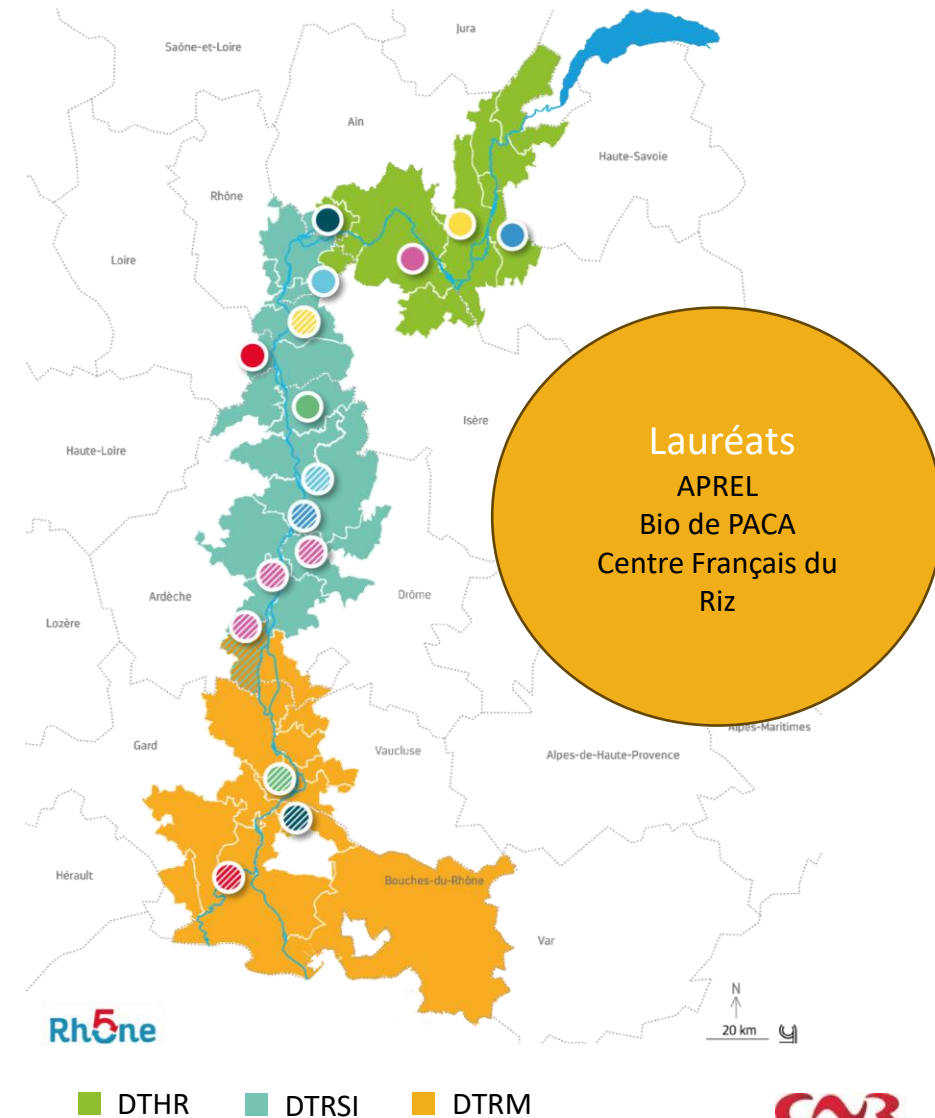 Jura
Saône-et-Loire
Ain
Haute-Savoie
Rhône
Loire
Isère
Haute-Loire
Lauréats
APREL
Bio de PACA
Centre Français du
Riz
Ardèche
Drôme
Lozère
Alpes-Maritimes
Gard
Vaucluse
Alpes-de-Haute-Provence
Hérault
Bouches-du-Rhône
Var
N
20 km
Rh5ne
DTHR
DTRSI
DTRM